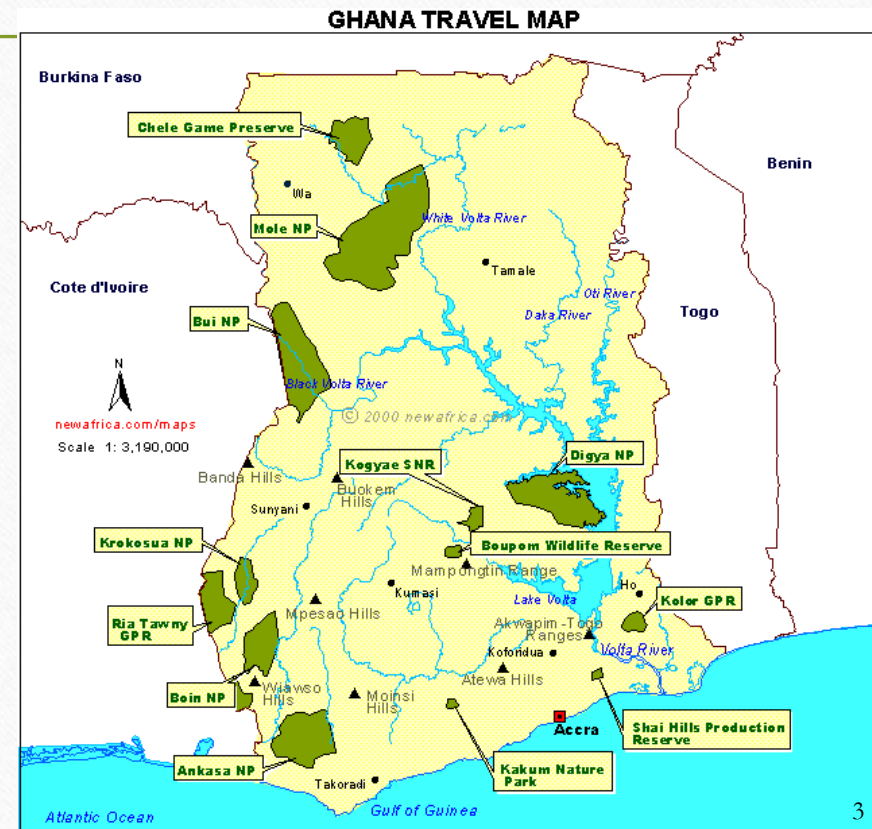 GHANA TRAVEL MAP
Burkina Faso
Chele Game Preserve
Benin
Wa
White Volta River
Mole NP
Tamale
Cote d'Ivoire
Oti River
Togo
Daka River
Bui NP
N
Black Volta River
newafrica.com/maps
© 2000 newafrica.com
Scale 1: 3,190,000
Digya NP
Kogyae SNR
Banda Hills
Buokem
Hills
Sunyani
Krokosua NP
Boupom Wildlife Reserve
Mampongtin Range
Ho
Kumasi
Lake Volta
Kolor GPR
Mpesao Hills
Ria Tawny
GPR
Akwapim -Togo
Ranges
Koforidua
Volta River
Atewa Hills
Boin NP
Wiawso
Hills
Moinsi
Hills
Accra
Shai Hills Production
Reserve
Ankasa NP
Kakum Nature
Park
Takoradi
Atlantic Ocean
Gulf of Guinea
3